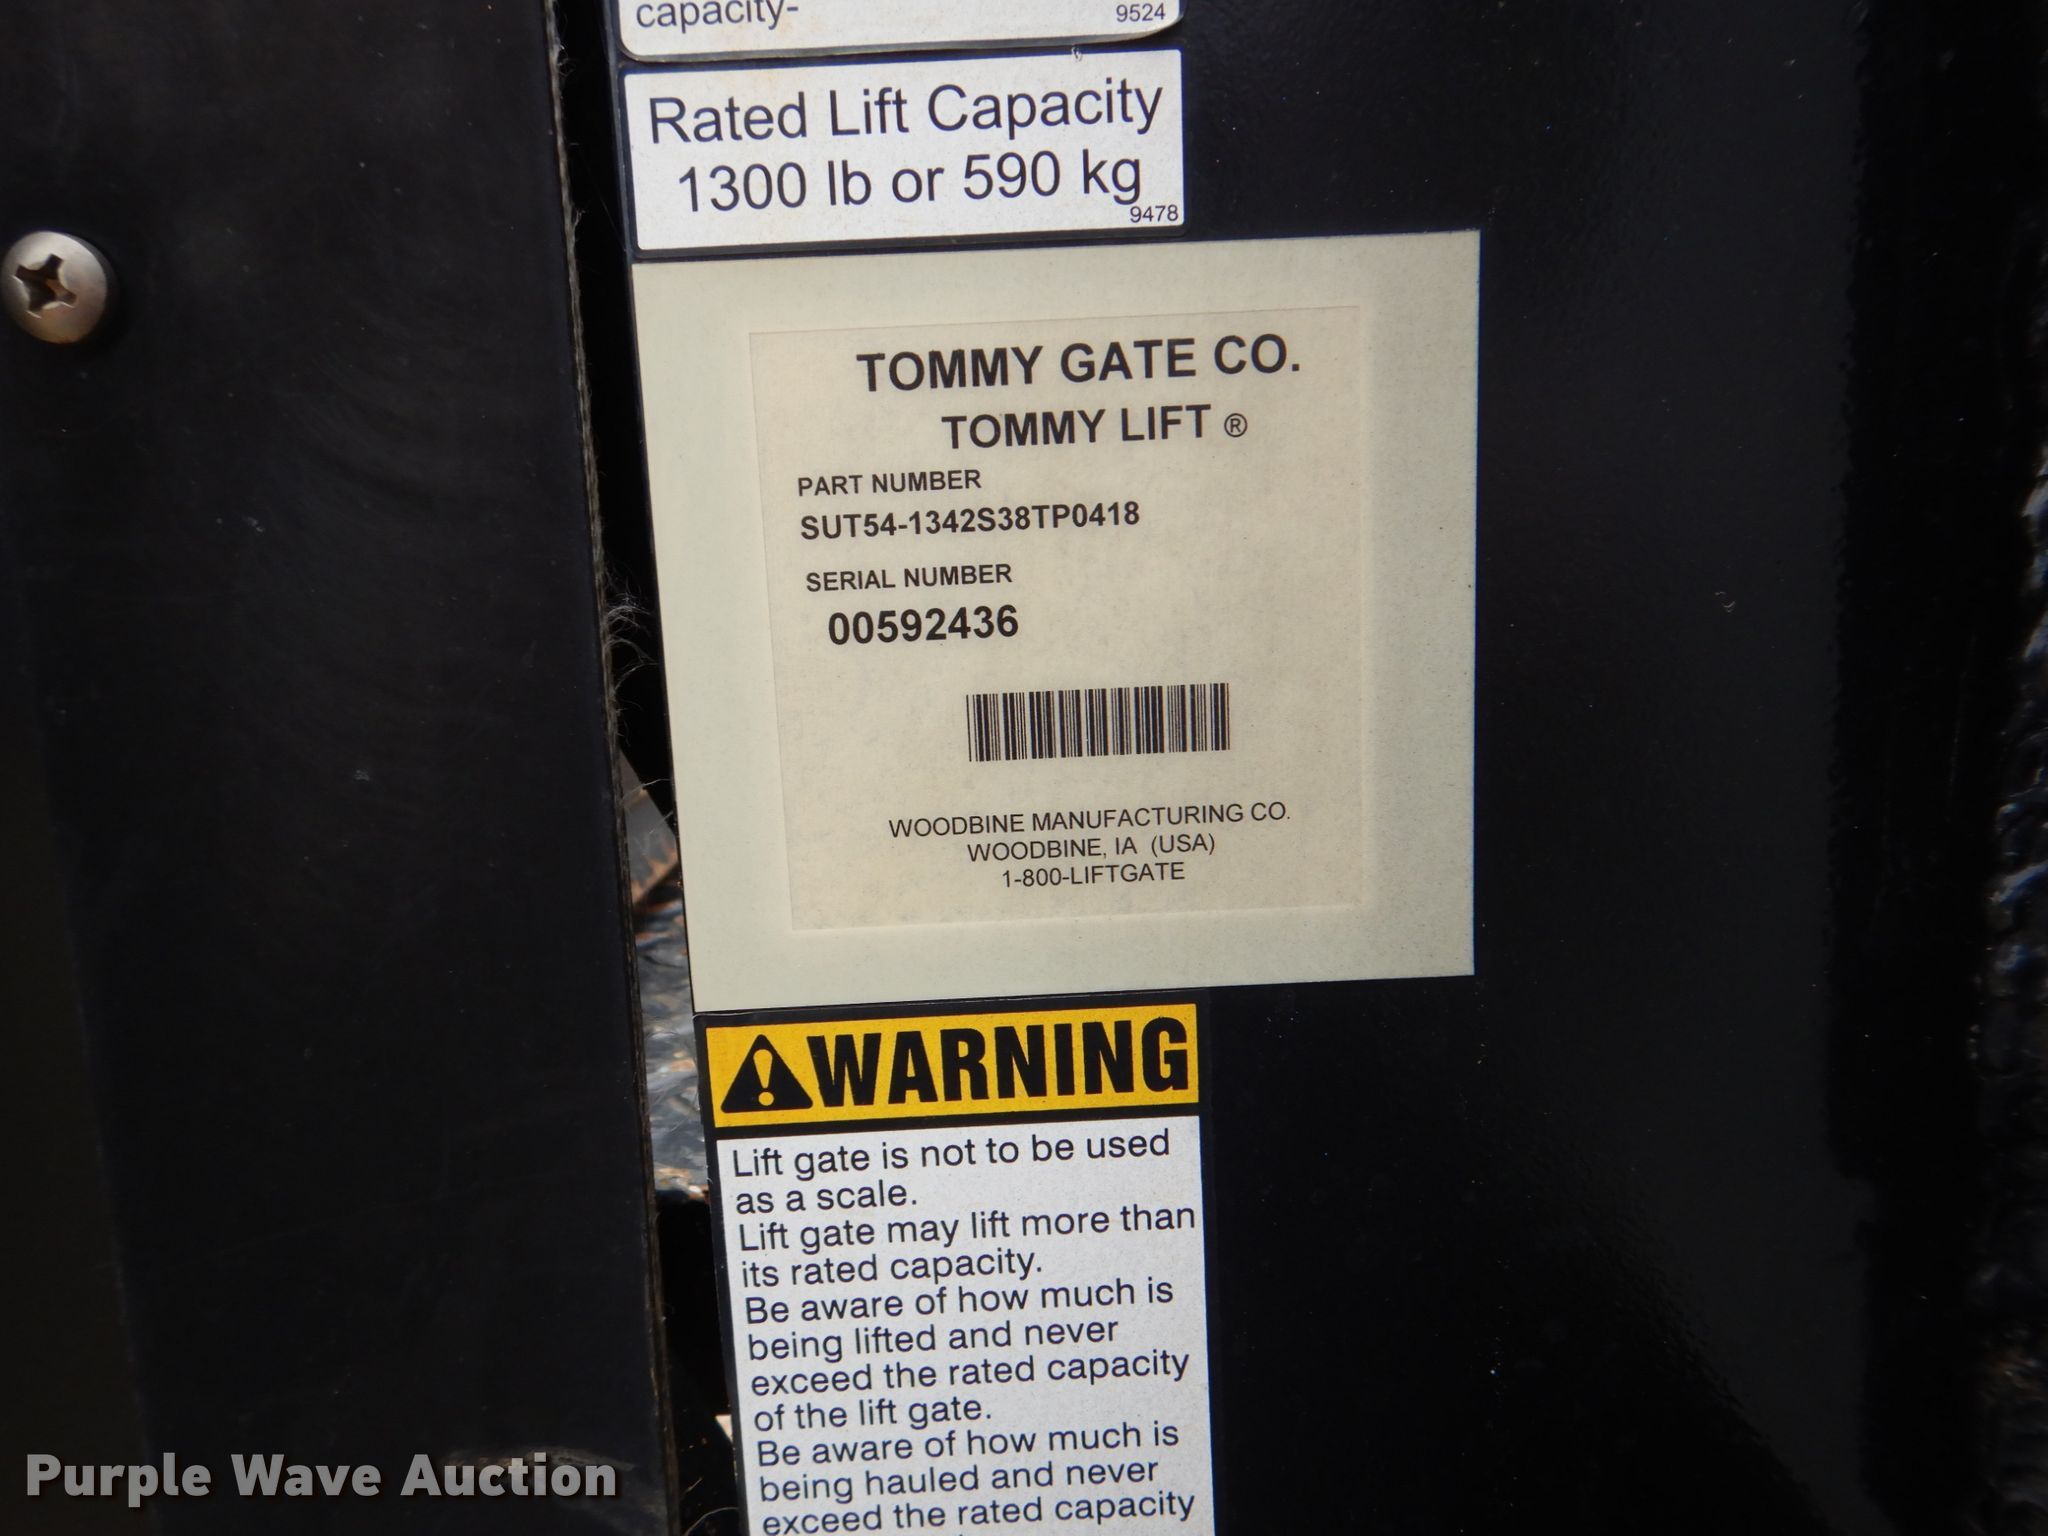 capacity-
9524
Rated Lift Capacity
1300 lb or 590 kg
9478
TOMMY GATE CO.
TOMMY LIFT ®
PART NUMBER
SUT54-1342S38TP0418
SERIAL NUMBER
00592436
WOODBINE MANUFACTURING CO.
WOODBINE, IA (USA)
1-800-LIFTGATE
WARNING
Lift gate is not to be used
as a scale.
Lift gate may lift more than
its rated capacity.
Be aware of how much is
being lifted and never
exceed the rated capacity
of the lift gate.
Be aware of how much is
being hauled and never
exceed the rated capacity
Purple Wave Auction